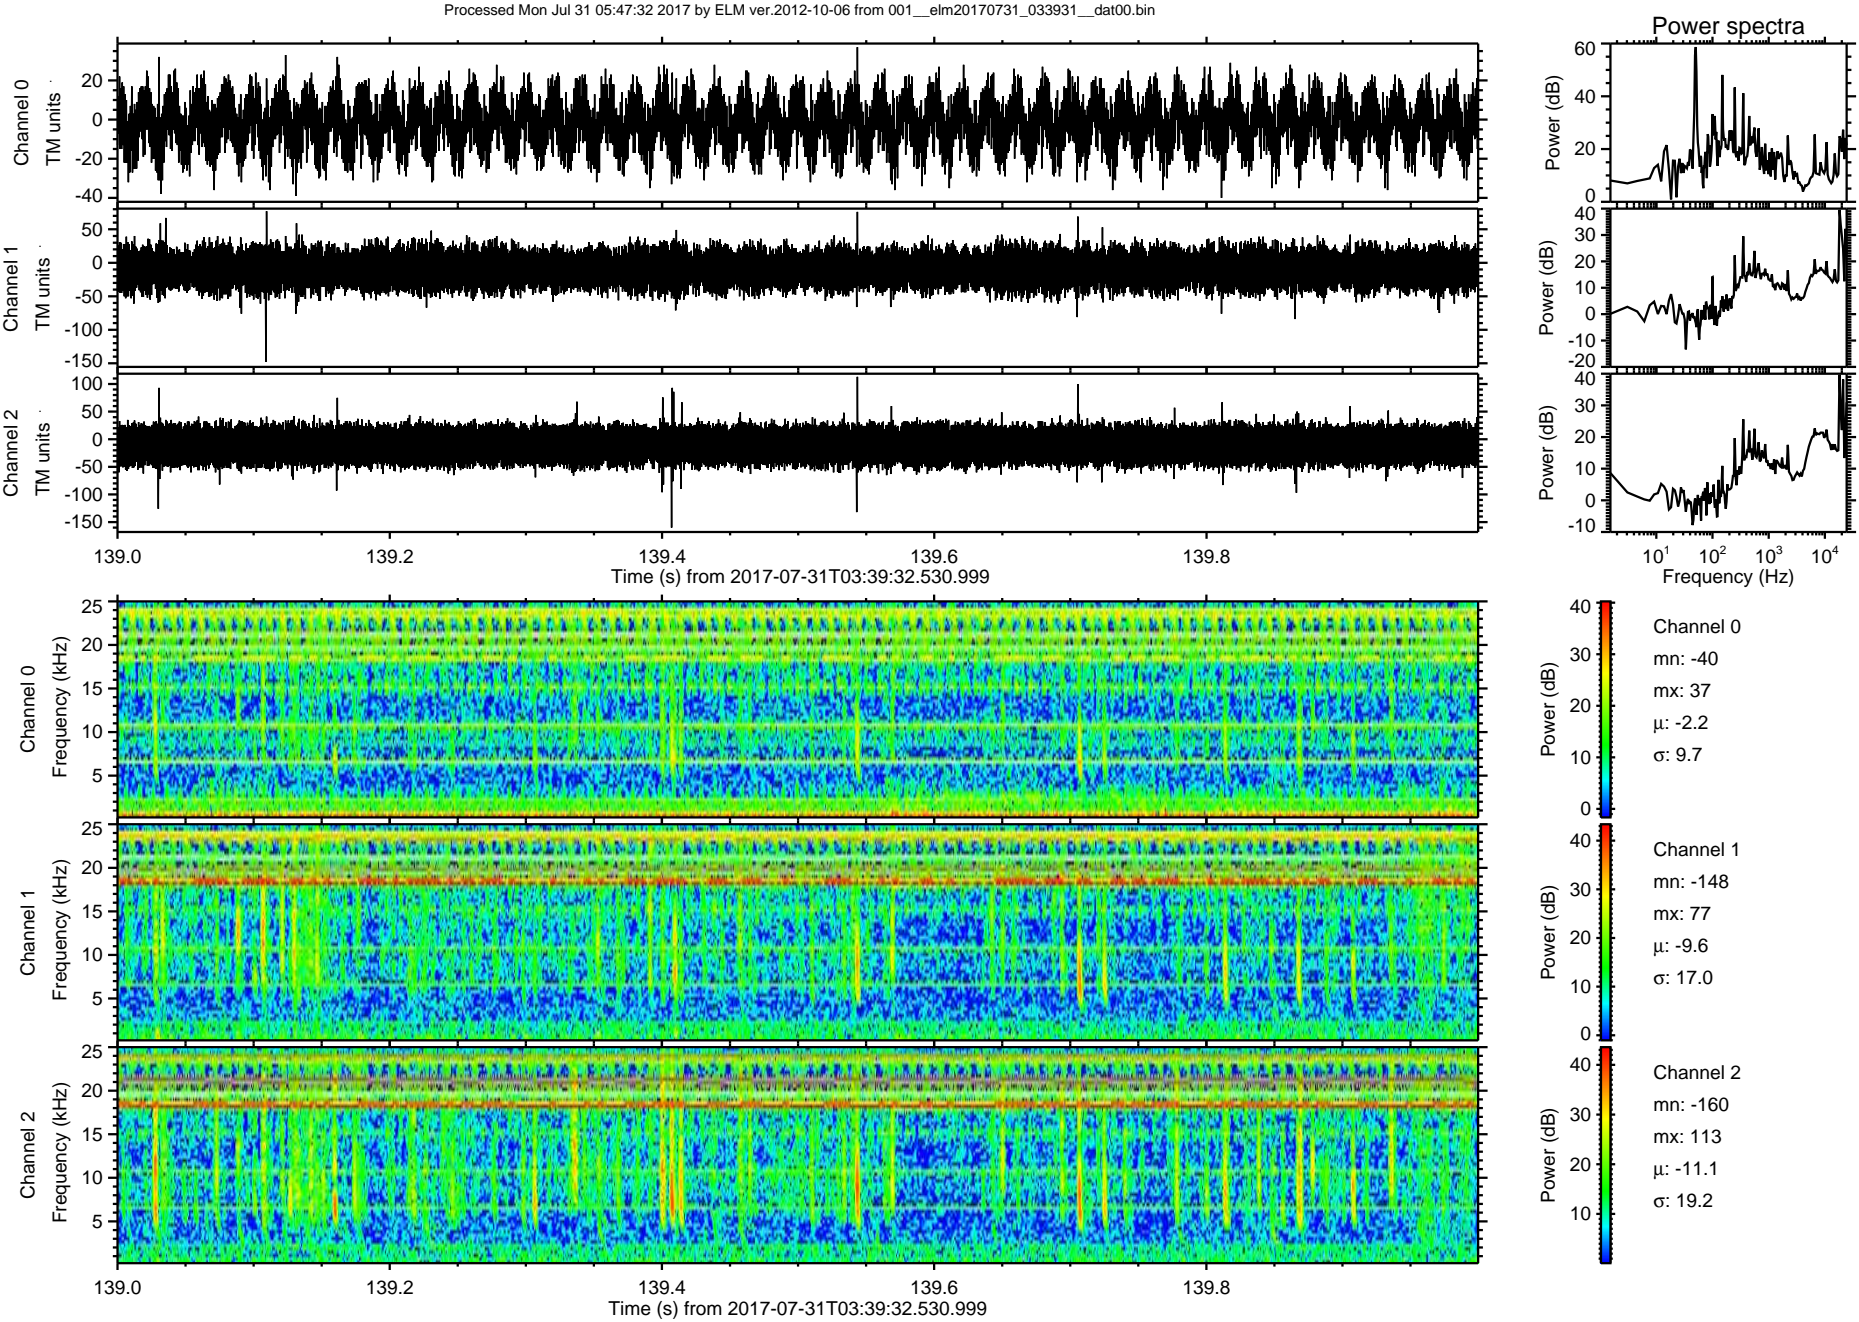 Processed Mon Jul 31 05:47:32 2017 by ELM ver.2012-10-06 from 001__elm20170731_033931__dat00.bin
Power spectra
Channel 0
TM units
20
0
-20
-40
Power (dB)
60
40
20
0
Channel 1
TM units
50
0
-50
-100
-150
Power (dB)
40
30
20
10
0
-10
-20
Channel 2
TM units
100
50
0
-50
-100
-150
Power (dB)
40
30
20
10
0
-10
139.0 139.2 139.4 139.6 139.8
Time (s) from 2017-07-31T03:39:32.530.999
10¹ 10² 10³ 10⁴
Frequency (Hz)
Channel 0
Frequency (kHz)
25
20
15
10
5
Power (dB)
40
30
20
10
0
Channel 0
mn: -40
mx: 37
μ: -2.2
σ: 9.7
Channel 1
Frequency (kHz)
25
20
15
10
5
Power (dB)
40
30
20
10
0
Channel 1
mn: -148
mx: 77
μ: -9.6
σ: 17.0
Channel 2
Frequency (kHz)
25
20
15
10
5
Power (dB)
40
30
20
10
Channel 2
mn: -160
mx: 113
μ: -11.1
σ: 19.2
139.0 139.2 139.4 139.6 139.8
Time (s) from 2017-07-31T03:39:32.530.999